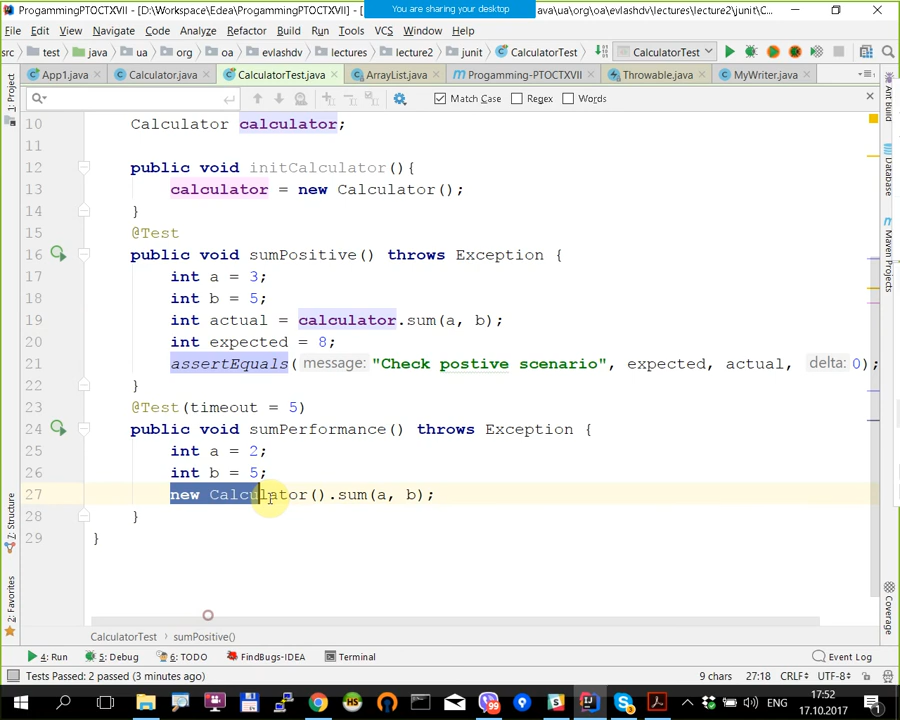 ProgammingPTOCTXVII - [D:\Workspace\Edea\ProgammingPTOCTXVII] - [
You are sharing your desktop
ava\ua\org\oa\evlashdv\lectures\lecture2\junit\C...
File Edit View Navigate Code Analyze Refactor Build Run Tools VCS Window Help
src test java ua org oa evlashdv lectures lecture2 junit CalculatorTest CalculatorTest
App1.java Calculator.java CalculatorTest.java ArrayList.java Progamming-PTOCTXVII Throwable.java MyWriter.java
Match Case Regex Words
10 Calculator calculator;
11
12 public void initCalculator(){
13 calculator = new Calculator();
14 }
15 @Test
16 public void sumPositive() throws Exception {
17 int a = 3;
18 int b = 5;
19 int actual = calculator.sum(a, b);
20 int expected = 8;
21 assertEquals( message: "Check postive scenario", expected, actual, delta: 0);
22 }
23 @Test(timeout = 5)
24 public void sumPerformance() throws Exception {
25 int a = 2;
26 int b = 5;
27 new Calculator().sum(a, b);
28 }
29 }
1: Project
7: Structure
2: Favorites
Ant Build
Database
Maven Projects
Coverage
CalculatorTest › sumPositive()
4: Run 5: Debug 6: TODO FindBugs-IDEA Terminal Event Log
Tests Passed: 2 passed (3 minutes ago) 9 chars 27:18 CRLF UTF-8
99 ENG 17:52
17.10.2017 1